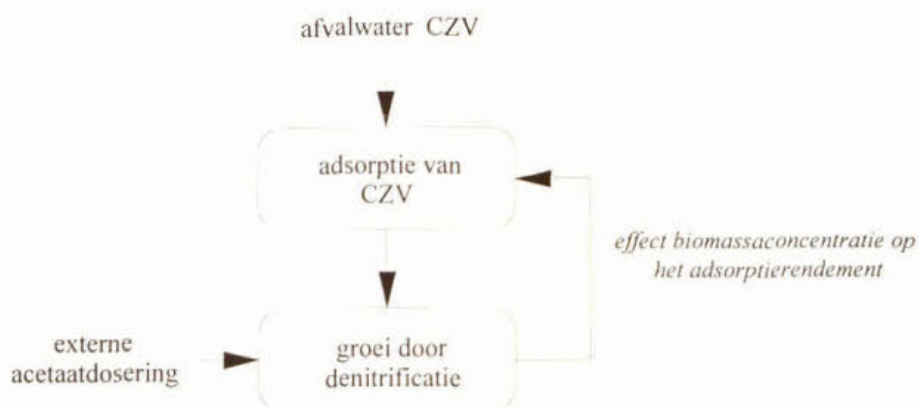 afvalwater CZV
adsorptie van
CZV
effect biomassaconcentratie op
het adsorptierendement
externe
acetaatdosering
groei door
denitrificatie